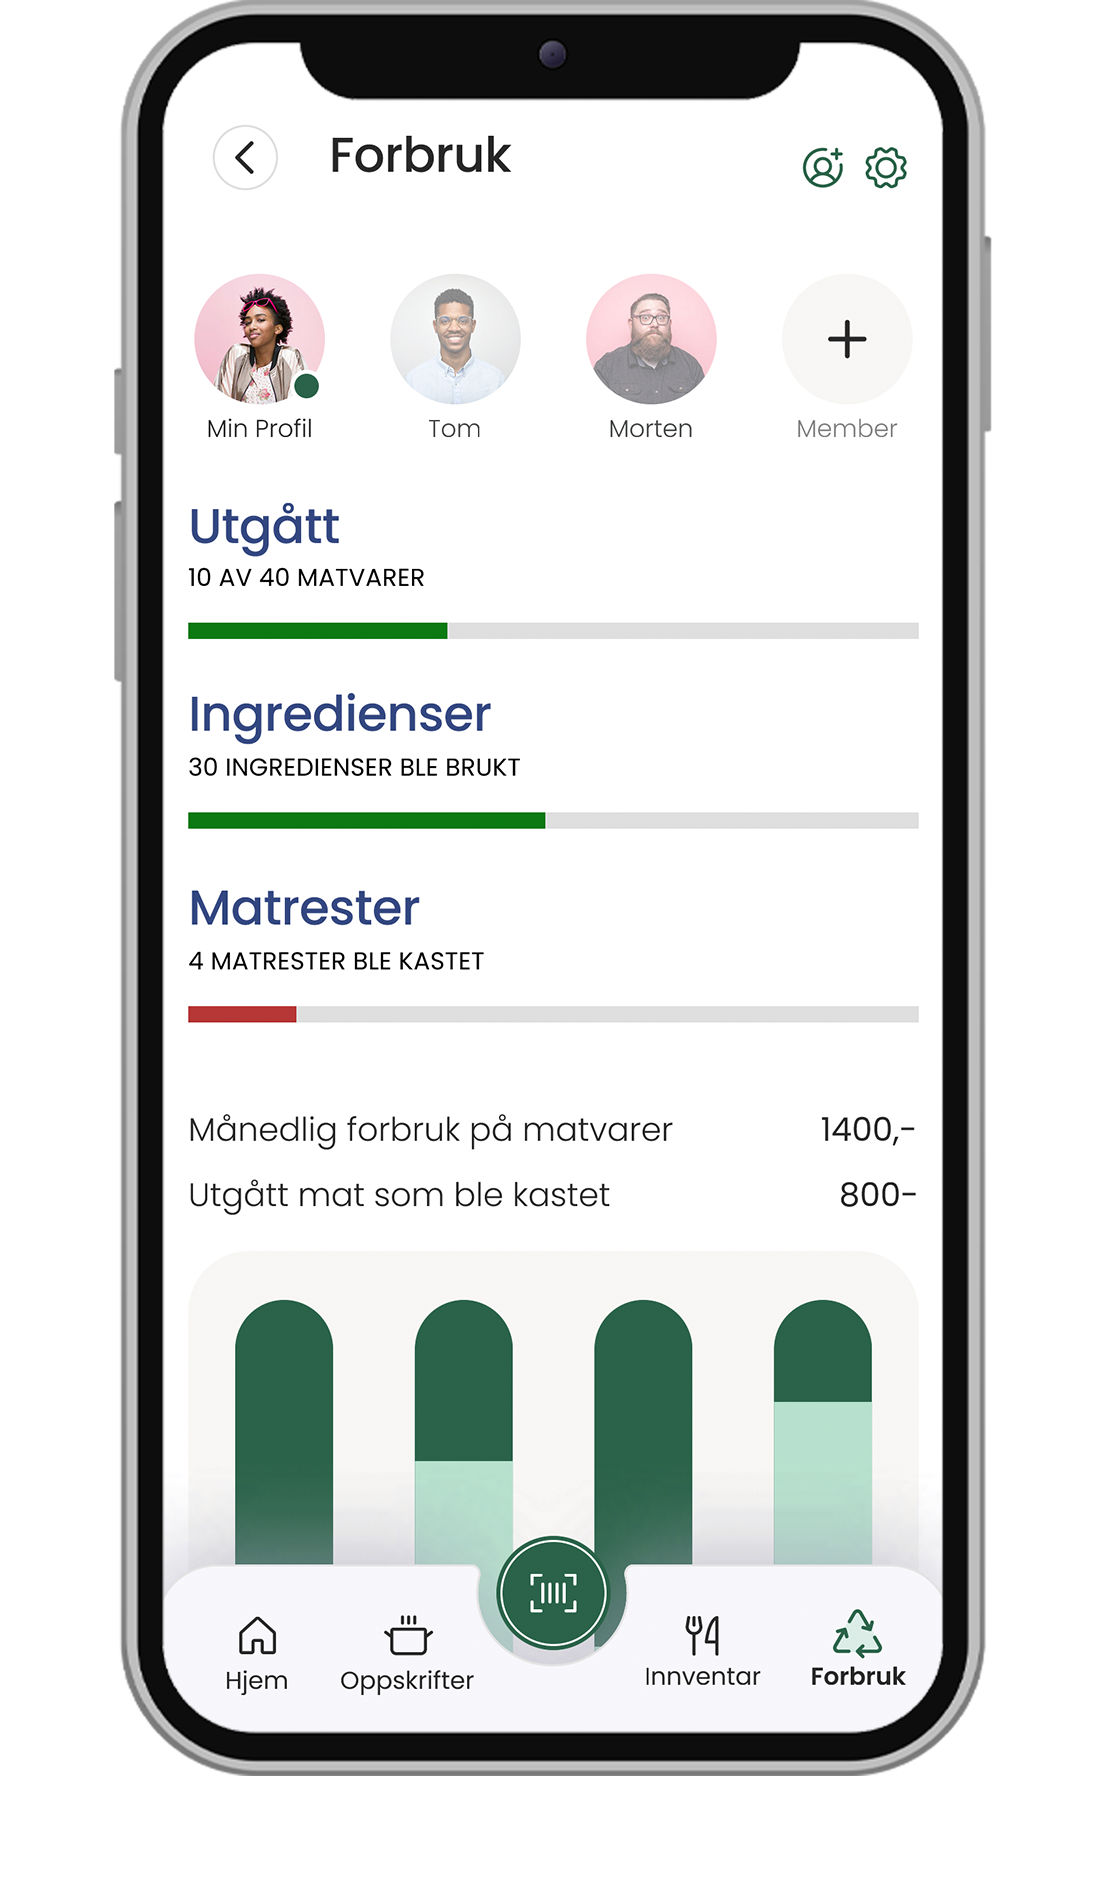 Forbruk
Min Profil
Tom
Morten
Member
Utgått
10 AV 40 MATVARER
Ingredienser
30 INGREDIENSER BLE BRUKT
Matrester
4 MATRESTER BLE KASTET
Månedlig forbruk på matvarer 1400,-
Utgått mat som ble kastet 800-
Hjem
Oppskrifter
Innventar
Forbruk